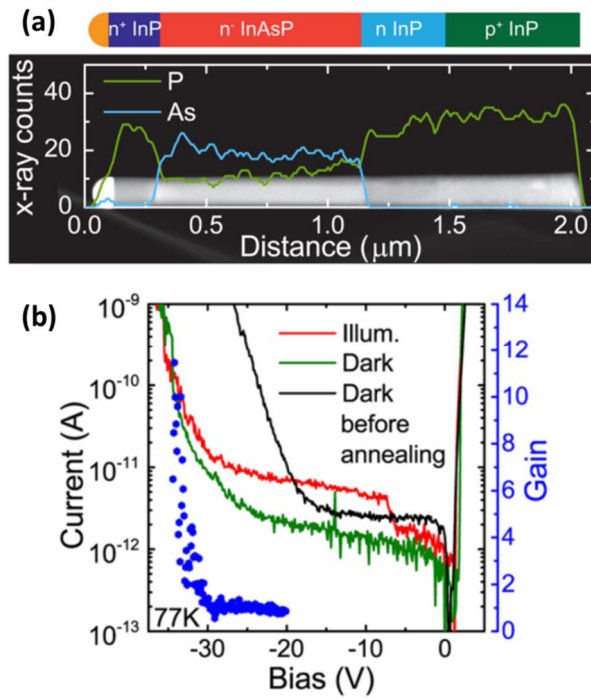 (a)
n⁺ InP n⁻ InAsP n InP p⁺ InP
x-ray counts
40
20
0
P
As
0.5 1.0 1.5 2.0
Distance (μm)
(b)
10⁻⁹
10⁻¹⁰
10⁻¹¹
10⁻¹²
10⁻¹³
Current (A)
Illum.
Dark
Dark
before
annealing
77K
14
12
10
8
6
4
2
1
0
Gain
-30 -20 -10 0
Bias (V)